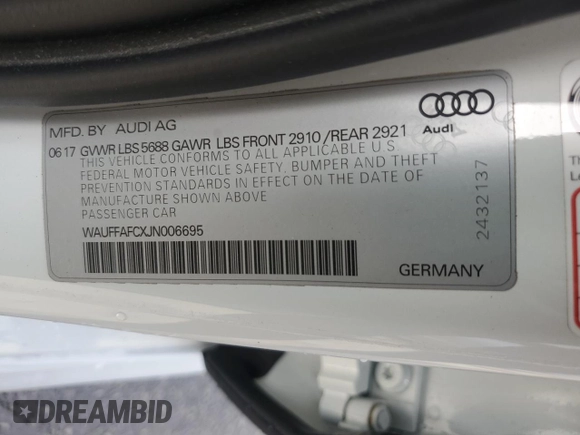 MFD. BY AUDI AG
06 17 GVWR LBS 5688 GAWR LBS FRONT 2910 /REAR 2921
THIS VEHICLE CONFORMS TO ALL APPLICABLE U S
FEDERAL MOTOR VEHICLE SAFETY, BUMPER AND THEFT
PREVENTION STANDARDS IN EFFECT ON THE DATE OF
MANUFACTURE SHOWN ABOVE
PASSENGER CAR
WAUFFAFCXJN006695
GERMANY
Audi
2432137
DREAMBID